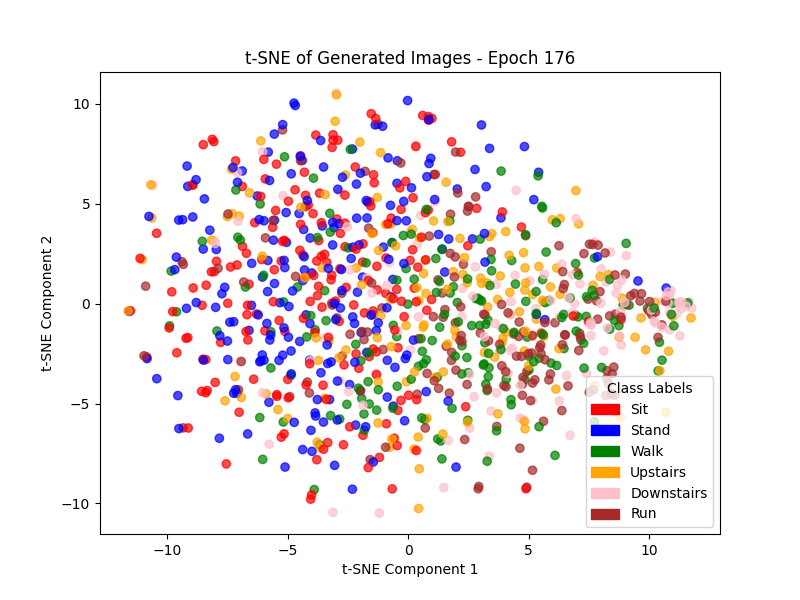 t-SNE of Generated Images - Epoch 176
10
5
0
−5
−10
t-SNE Component 2
−10
−5
0
5
10
t-SNE Component 1
Class Labels
Sit
Stand
Walk
Upstairs
Downstairs
Run